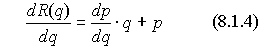 dR(q)/dq = dp/dq · q + p (8.1.4)